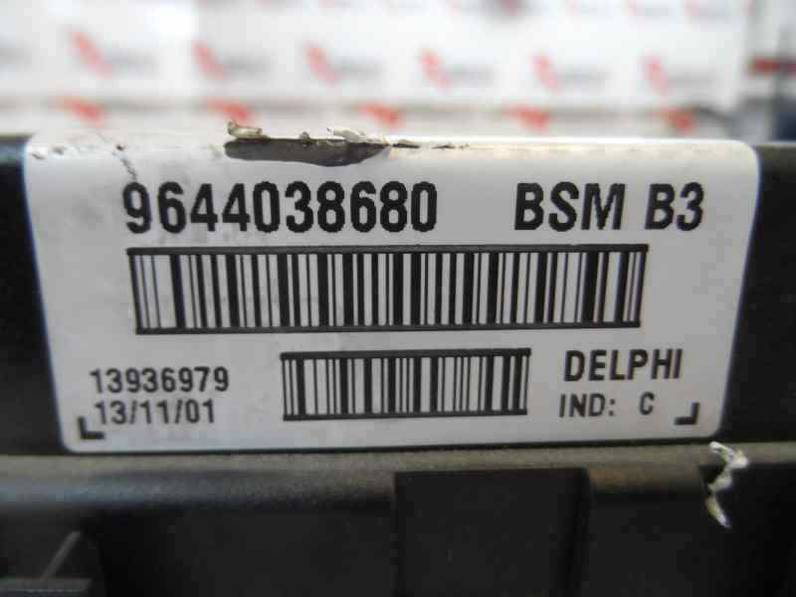 9644038680 BSM B3
13936979 DELPHI
13/11/01 IND: C